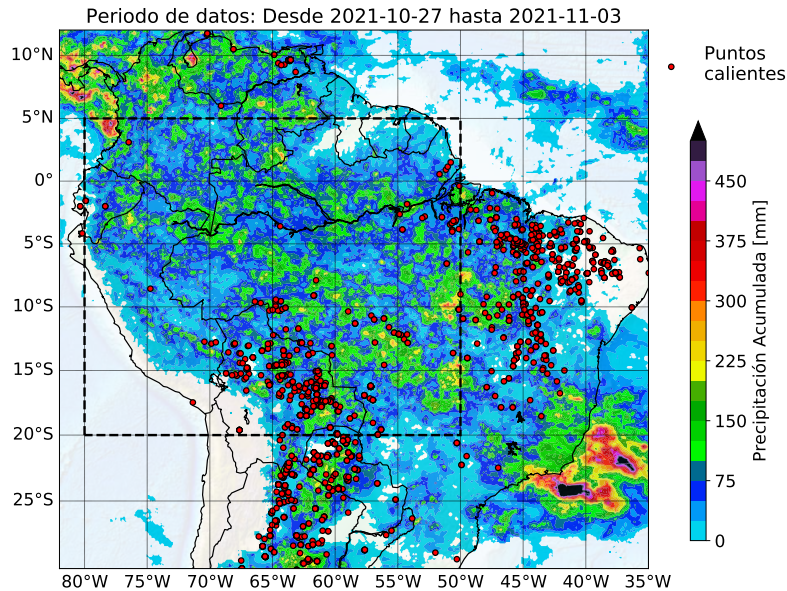 Periodo de datos: Desde 2021-10-27 hasta 2021-11-03
10°N
5°N
0°
5°S
10°S
15°S
20°S
25°S
80°W
75°W
70°W
65°W
60°W
55°W
50°W
45°W
40°W
35°W
Puntos
calientes
450
375
300
225
150
75
0
Precipitación Acumulada [mm]